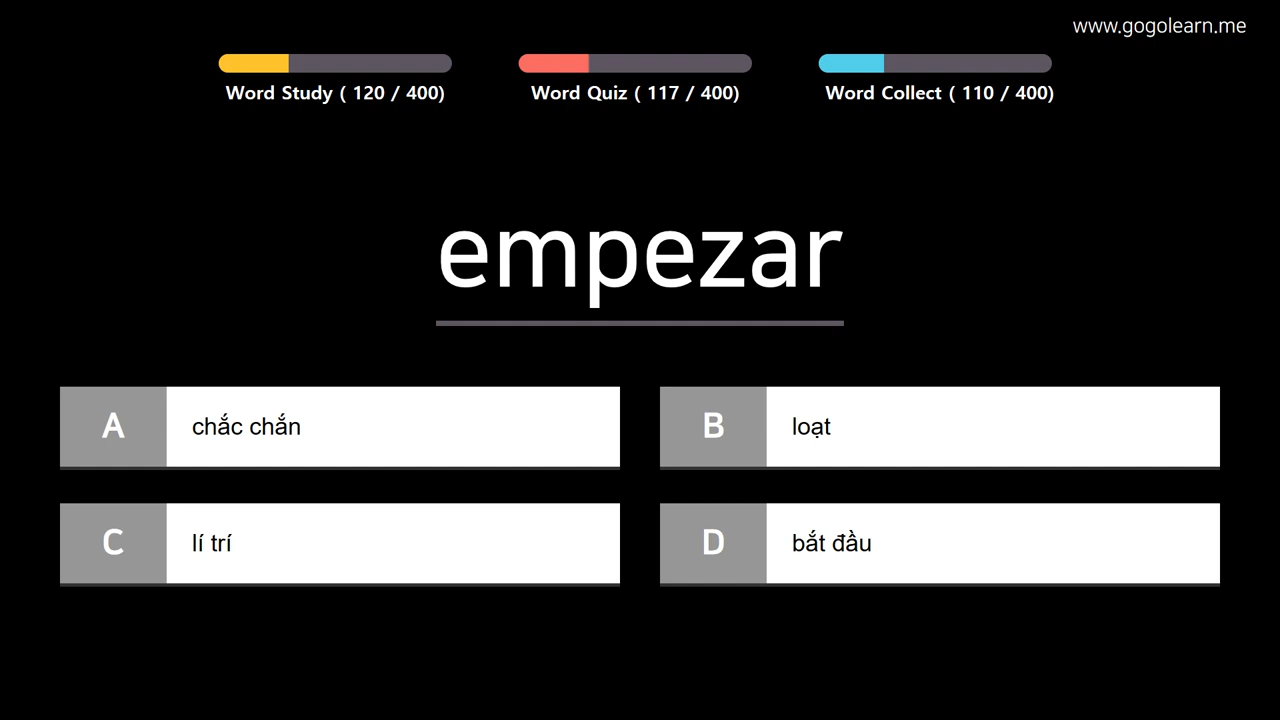 www.gogolearn.me
Word Study ( 120 / 400)
Word Quiz ( 117 / 400)
Word Collect ( 110 / 400)
empezar
A
chắc chắn
B
loạt
C
lí trí
D
bắt đầu